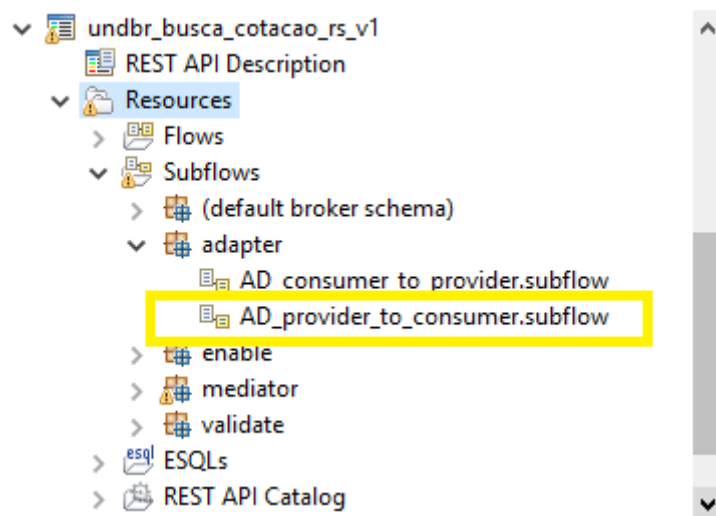 undbr_busca_cotacao_rs_v1
REST API Description
Resources
Flows
Subflows
(default broker schema)
adapter
AD_consumer_to_provider.subflow
AD_provider_to_consumer.subflow
enable
mediator
validate
esql ESQLs
REST API Catalog